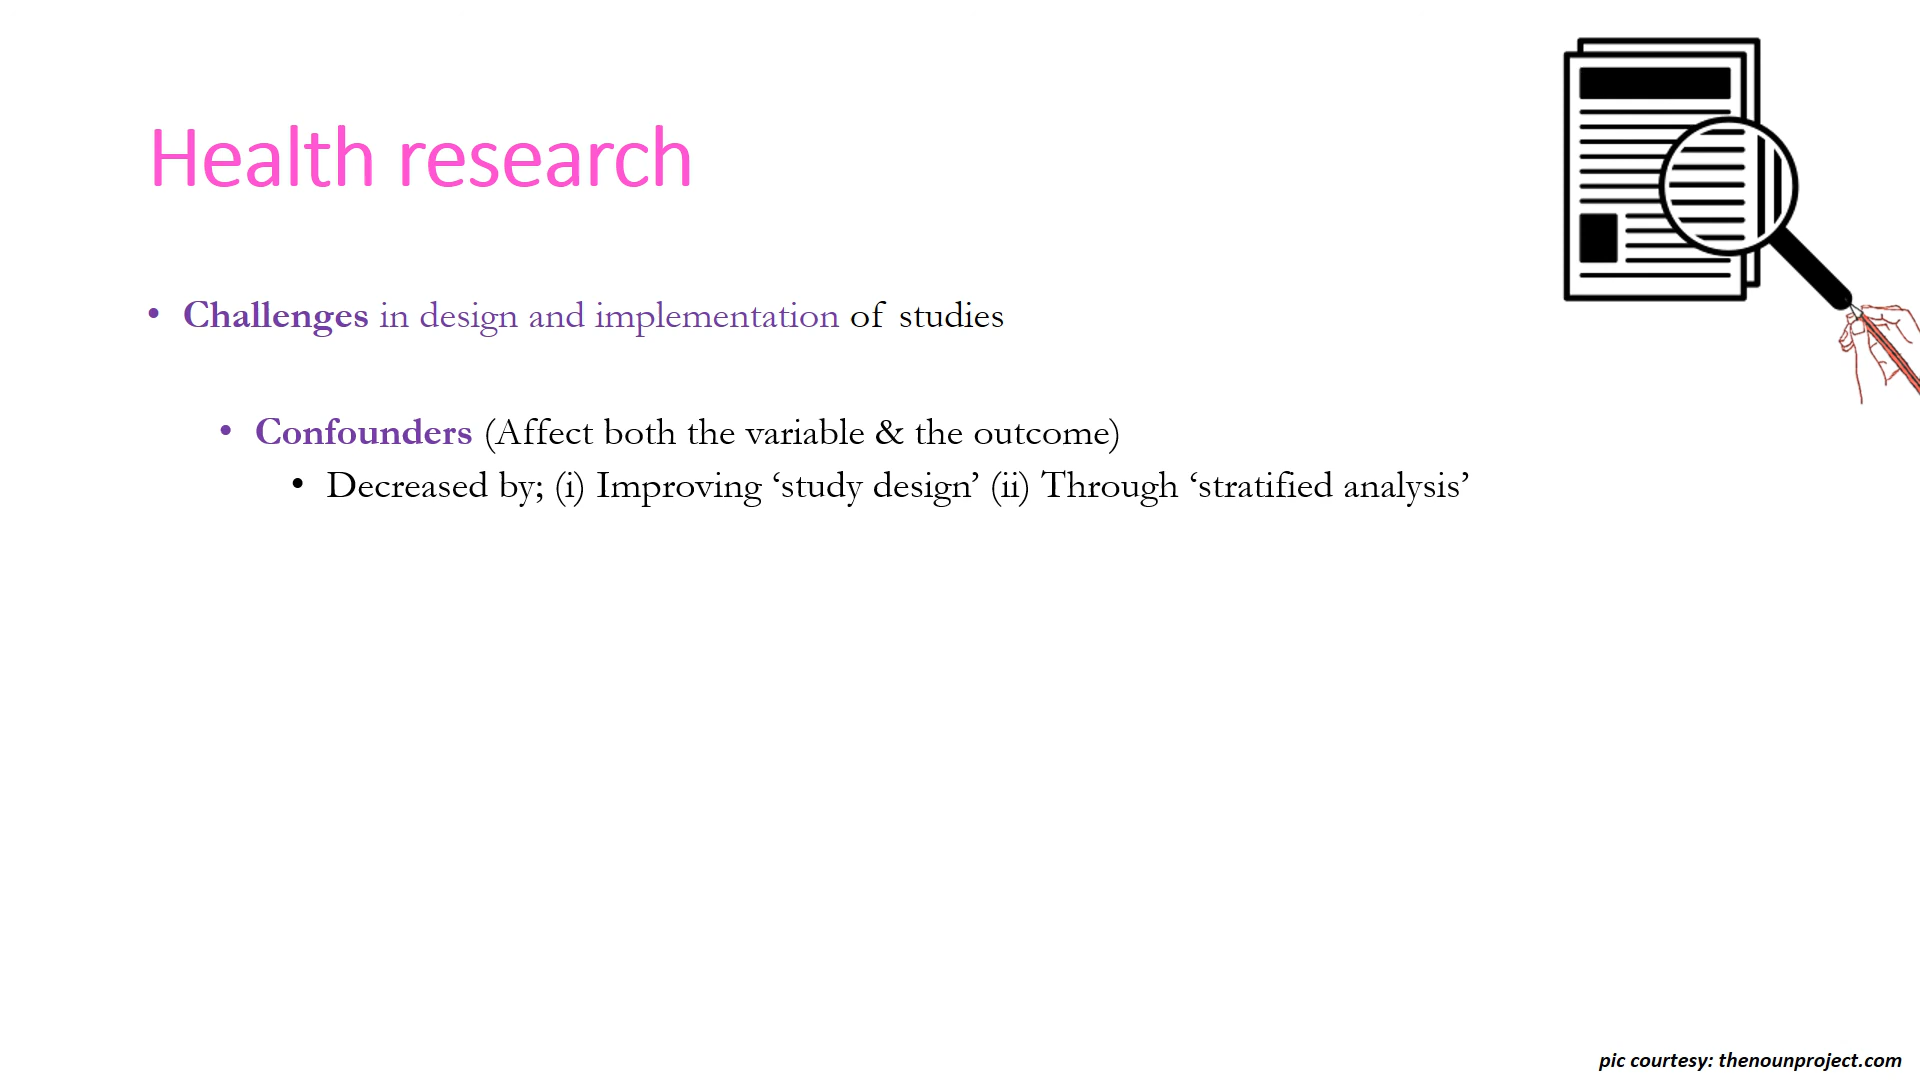 Health research
• Challenges in design and implementation of studies
• Confounders (Affect both the variable & the outcome)
• Decreased by; (i) Improving ‘study design’ (ii) Through ‘stratified analysis’
pic courtesy: thenounproject.com